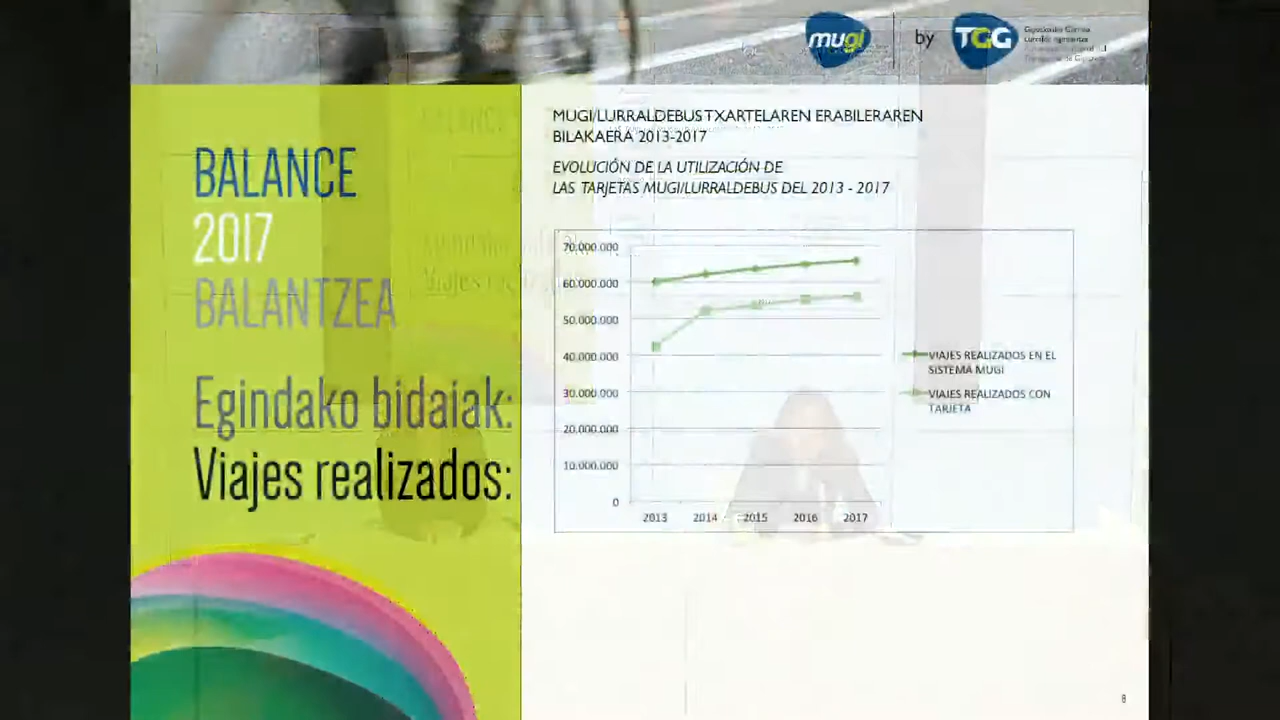 mugi
by
TGG
MUGI/LURRALDEBUS TXARTELAREN ERABILERAREN
BILAKAERA 2013-2017
EVOLUCIÓN DE LA UTILIZACIÓN DE
LAS TARJETAS MUGI/LURRALDEBUS DEL 2013 - 2017
BALANCE
2017
BALANTZEA
Egindako bidaiak:
Viajes realizados:
70.000.000
60.000.000
50.000.000
40.000.000
30.000.000
20.000.000
10.000.000
0
2013 2014 2015 2016 2017
VIAJES REALIZADOS EN EL
SISTEMA MUGI
VIAJES REALIZADOS CON
TARJETA
8